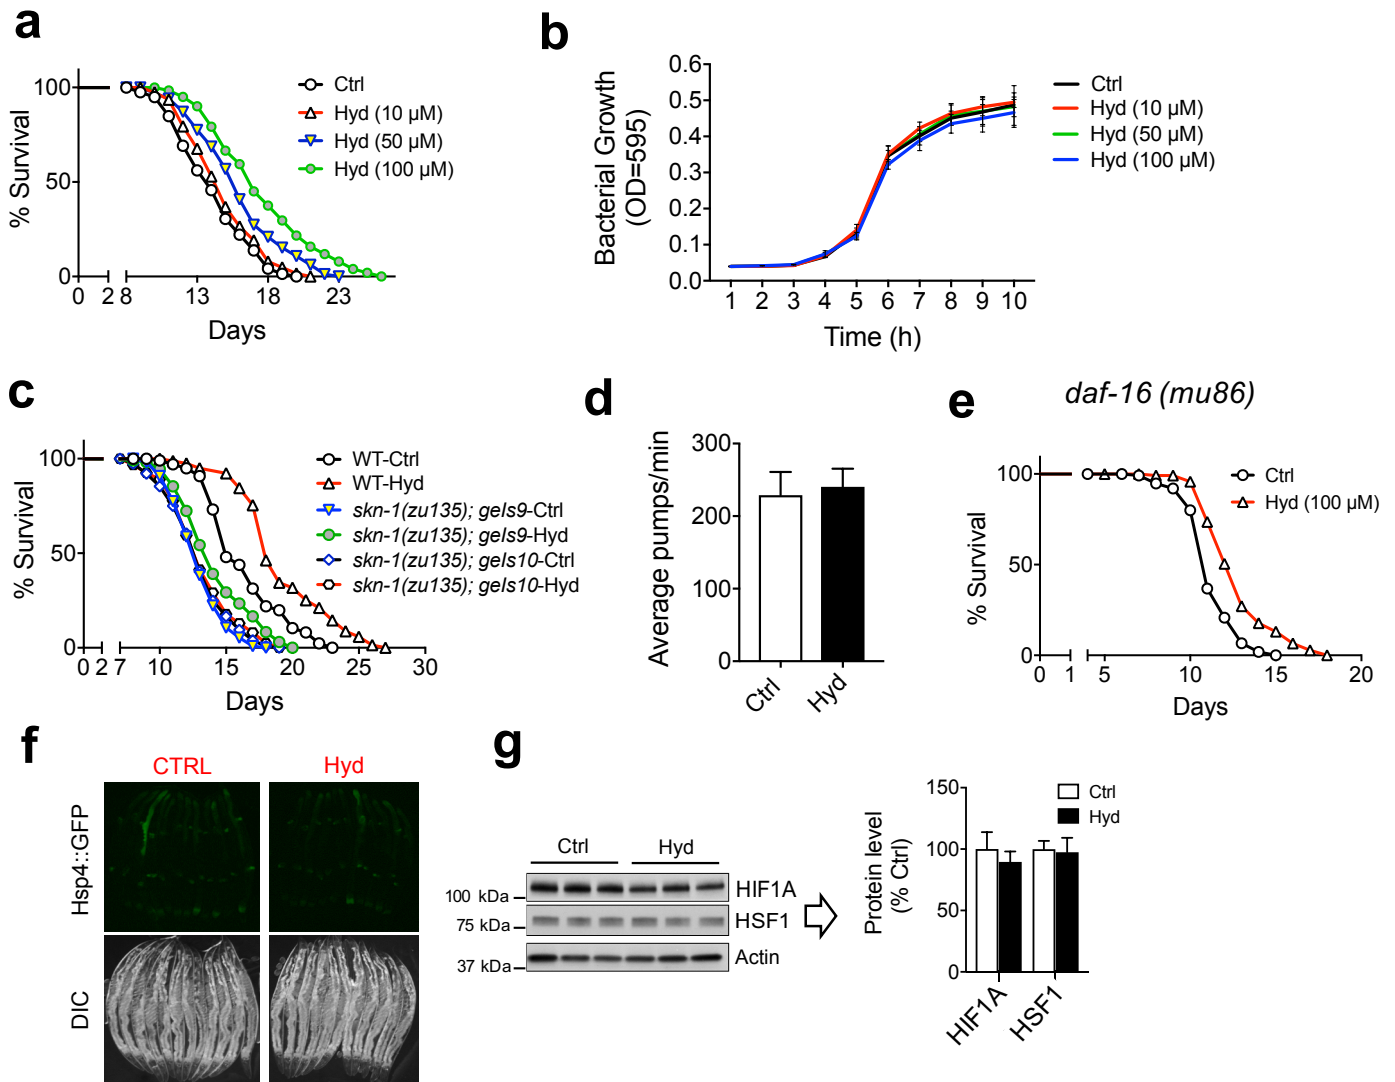 a
% Survival
100
50
0
0 2 8 13 18 23
Days
Ctrl
Hyd (10 µM)
Hyd (50 µM)
Hyd (100 µM)
b
Bacterial Growth
(OD=595)
0.6
0.5
0.4
0.3
0.2
0.1
0.0
1 2 3 4 5 6 7 8 9 10
Time (h)
Ctrl
Hyd (10 µM)
Hyd (50 µM)
Hyd (100 µM)
c
% Survival
100
50
0
0 2 7 10 15 20 25 30
Days
WT-Ctrl
WT-Hyd
skn-1(zu135); geIs9-Ctrl
skn-1(zu135); geIs9-Hyd
skn-1(zu135); geIs10-Ctrl
skn-1(zu135); geIs10-Hyd
d
Average pumps/min
300
200
100
0
Ctrl
Hyd
e
daf-16 (mu86)
% Survival
100
50
0
0 1 5 10 15 20
Days
Ctrl
Hyd (100 µM)
f
CTRL Hyd
Hsp4::GFP
DIC
g
Ctrl Hyd
100 kDa
HIF1A
75 kDa
HSF1
37 kDa
Actin
Protein level
(% Ctrl)
150
100
50
0
Ctrl
Hyd
HIF1A
HSF1